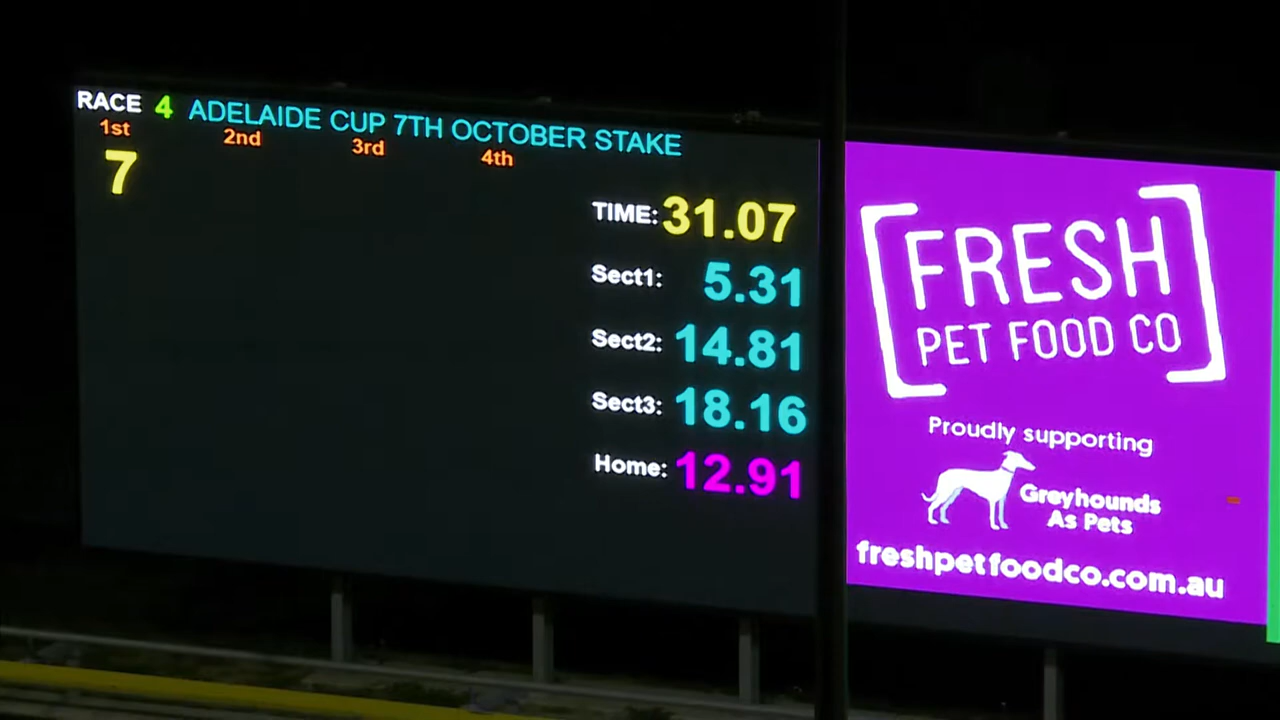 RACE 4 ADELAIDE CUP 7TH OCTOBER STAKE
1st 2nd 3rd 4th
7
TIME: 31.07
Sect1: 5.31
Sect2: 14.81
Sect3: 18.16
Home: 12.91
FRESH
PET FOOD CO
Proudly supporting
Greyhounds
As Pets
freshpetfoodco.com.au